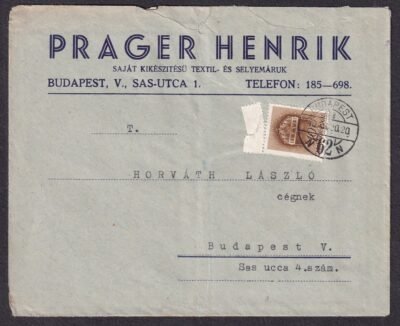 PRAGER HENRIK
SAJÁT KIKÉSZITÉSÜ TEXTIL- ÉS SELYEMÁRUK
BUDAPEST, V., SAS-UTCA 1. TELEFON: 185—698.
BUDAPEST
T.
HORVÁTH LÁSZLÓ
cégnek
Budapest V.
Sas ucca 4.szám.